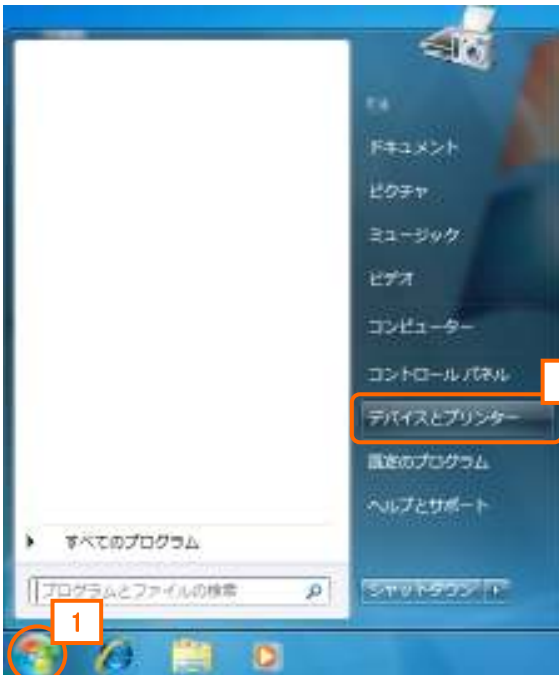 ドキュメント
ピクチャ
ミュージック
ビデオ
コンピューター
コントロール パネル
デバイスとプリンター
既定のプログラム
ヘルプとサポート
すべてのプログラム
プログラムとファイルの検索
シャットダウン
1